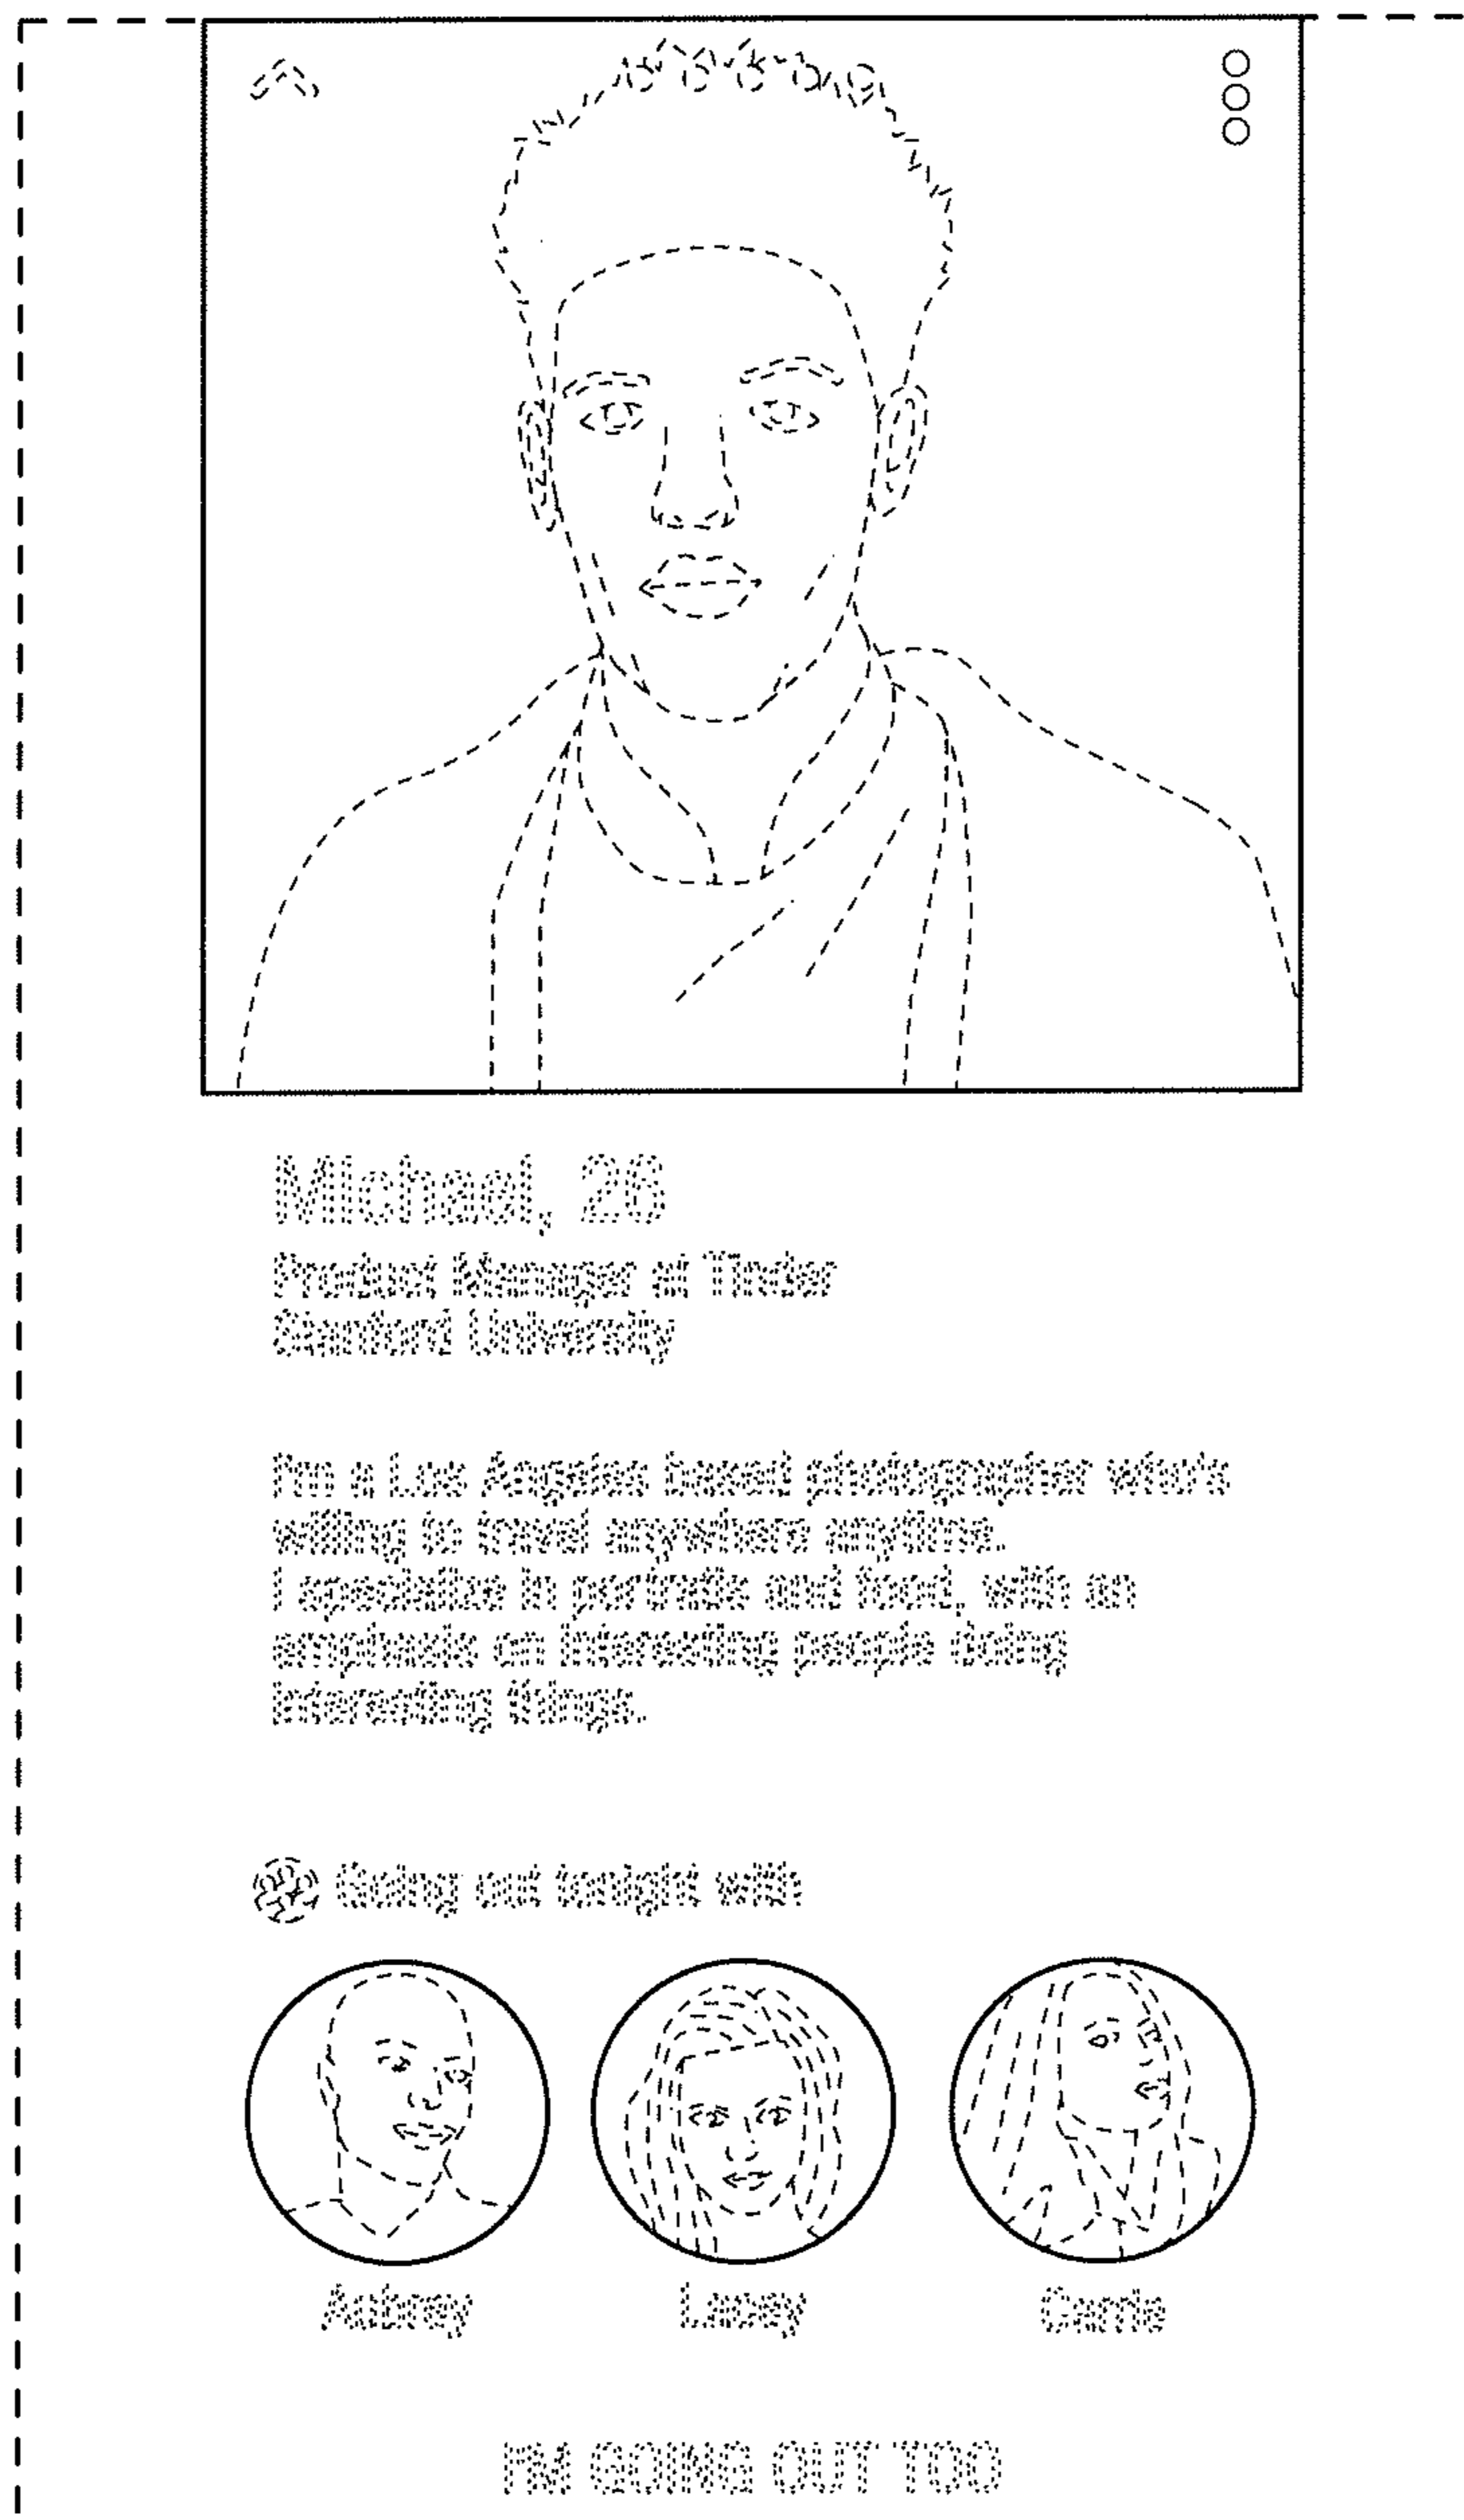 Michael, 26
Product Manager at Tinder
Stanford University
I'm a Los Angeles based photographer who's
willing to travel anywhere anytime.
I specialize in portraits and food, with an
emphasis on interesting people doing
interesting things.
Going out tonight with
Aubrey Lacey Carrie
I'M GOING OUT TOO